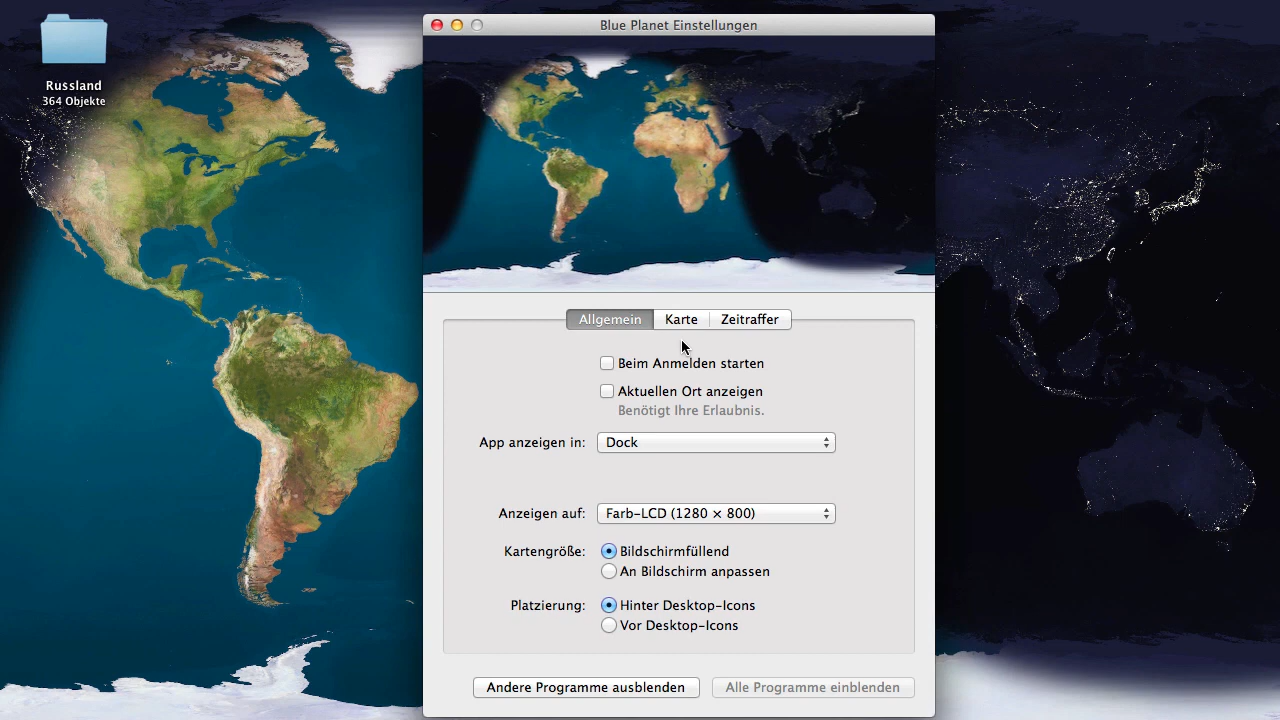 Blue Planet Einstellungen
Russland
364 Objekte
Allgemein Karte Zeitraffer
Beim Anmelden starten
Aktuellen Ort anzeigen
Benötigt Ihre Erlaubnis.
App anzeigen in: Dock
Anzeigen auf: Farb-LCD (1280 × 800)
Kartengröße: Bildschirmfüllend
An Bildschirm anpassen
Platzierung: Hinter Desktop-Icons
Vor Desktop-Icons
Andere Programme ausblenden Alle Programme einblenden